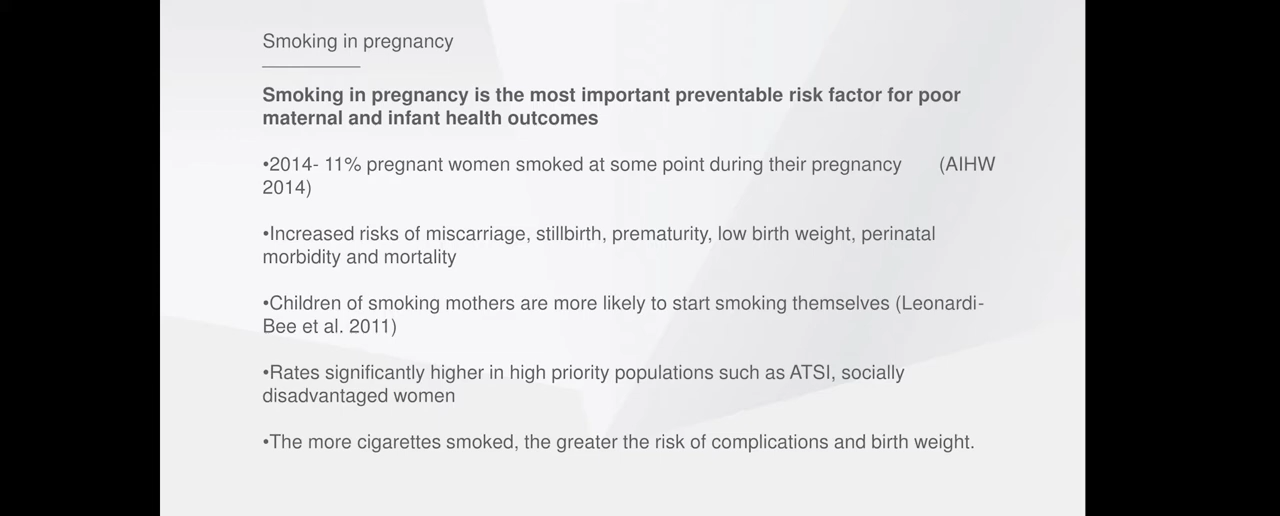 Smoking in pregnancy
Smoking in pregnancy is the most important preventable risk factor for poor
maternal and infant health outcomes
•2014- 11% pregnant women smoked at some point during their pregnancy (AIHW
2014)
•Increased risks of miscarriage, stillbirth, prematurity, low birth weight, perinatal
morbidity and mortality
•Children of smoking mothers are more likely to start smoking themselves (Leonardi-
Bee et al. 2011)
•Rates significantly higher in high priority populations such as ATSI, socially
disadvantaged women
•The more cigarettes smoked, the greater the risk of complications and birth weight.